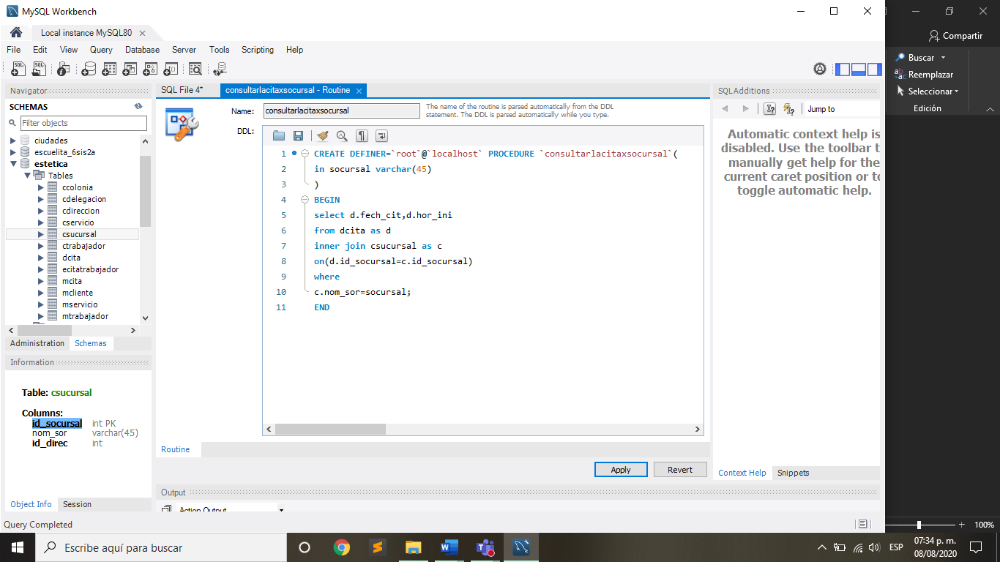 MySQL Workbench
Local instance MySQL80
File Edit View Query Database Server Tools Scripting Help
Compartir
Buscar
Reemplazar
Seleccionar
Edición
Navigator
SCHEMAS
Filter objects
ciudades
escuelita_6sis2a
estetica
Tables
ccolonia
cdelegacion
cdireccion
cservicio
csucursal
ctrabajador
dcita
ecitatrabajador
mcita
mcliente
mservicio
mtrabajador
Administration Schemas
Information
Table: csucursal
Columns:
id_socursal int PK
nom_sor varchar(45)
id_direc int
Object Info Session
SQL File 4*
consultarlacitaxsocursal - Routine
Name: consultarlacitaxsocursal
The name of the routine is parsed automatically from the DDL
statement. The DDL is parsed automatically while you type.
DDL:
1 CREATE DEFINER=`root`@`localhost` PROCEDURE `consultarlacitaxsocursal`(
2 in socursal varchar(45)
3 )
4 BEGIN
5 select d.fech_cit,d.hor_ini
6 from dcita as d
7 inner join csucursal as c
8 on(d.id_socursal=c.id_socursal)
9 where
10 c.nom_sor=socursal;
11 END
Routine
Apply Revert
Output
Action Output
SQLAdditions
Jump to
Automatic context help is
disabled. Use the toolbar t
manually get help for the
current caret position or to
toggle automatic help.
Context Help Snippets
Query Completed
100%
Escribe aquí para buscar
ESP
07:34 p. m.
08/08/2020